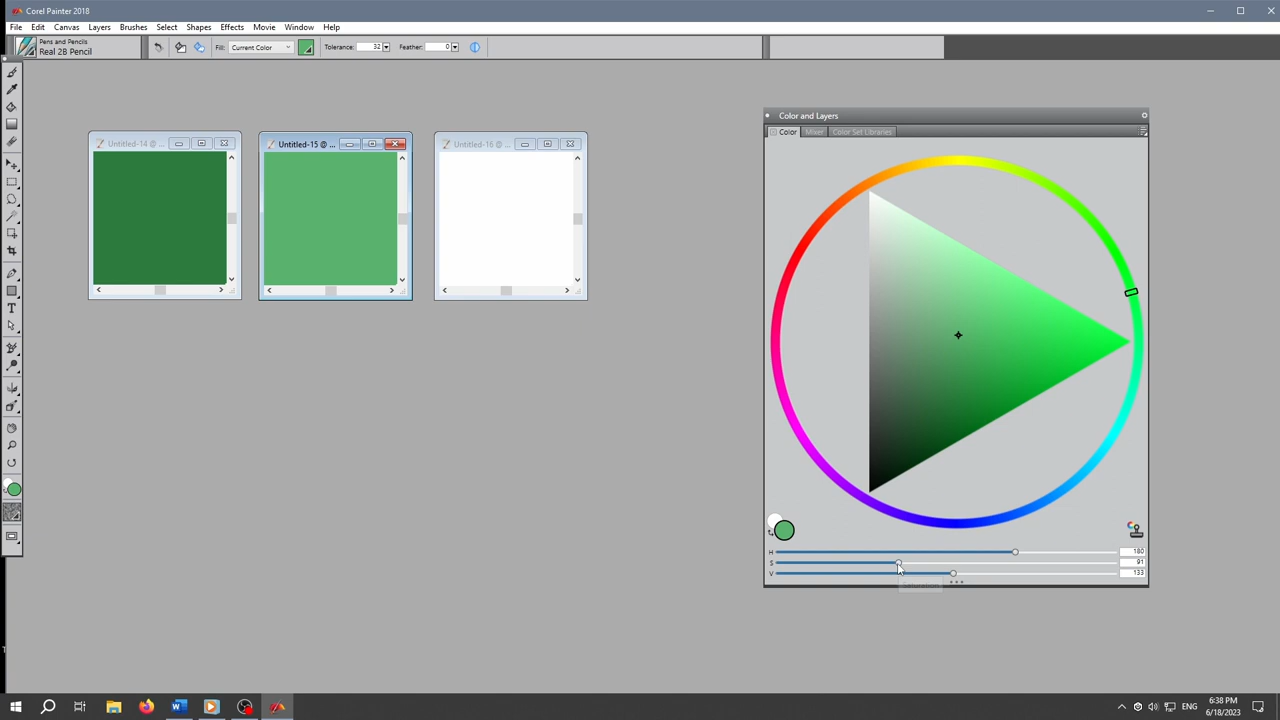 Corel Painter 2018
File Edit Canvas Layers Brushes Select Shapes Effects Movie Window Help
Pens and Pencils
Real 2B Pencil
Fill: Current Color Tolerance: 32 Feather: 0
Untitled-14 @ ...
Untitled-15 @ ...
Untitled-16 @ ...
Color and Layers
Color Mixer Color Set Libraries
H 180
S 91
V 133
ENG
6:38 PM
6/18/2023